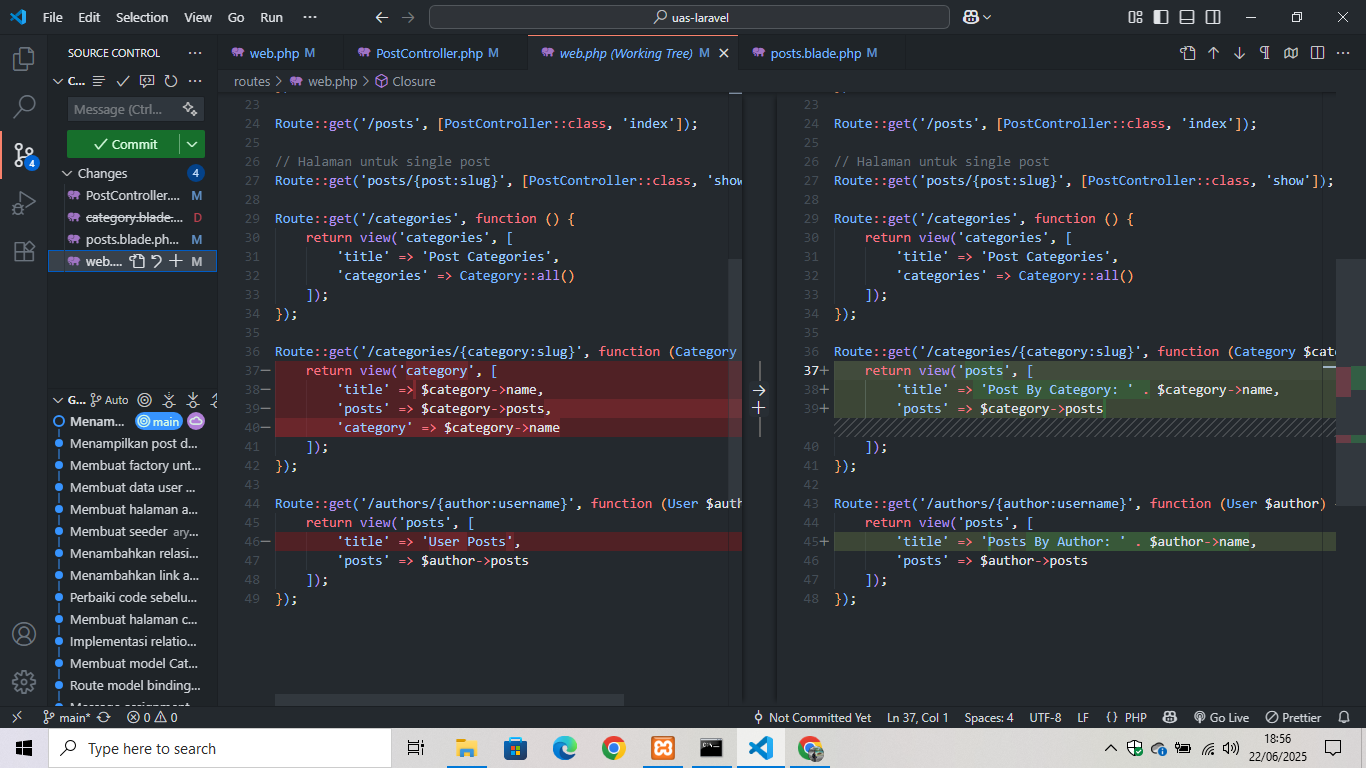 File Edit Selection View Go Run ··· uas-laravel
SOURCE CONTROL ···
web.php M PostController.php M web.php (Working Tree) M posts.blade.php M
C...
routes > web.php > Closure
Message (Ctrl...
Commit
Changes 4
PostController.... M
category.blade.... D
posts.blade.ph... M
web.... M
4
G... Auto
Menam... main
Menampilkan post d...
Membuat factory unt...
Membuat data user ...
Membuat halaman a...
Membuat seeder ary...
Menambahkan relasi...
Menambahkan link a...
Perbaiki code sebelu...
Membuat halaman c...
Implementasi relatio...
Membuat model Cat...
Route model binding...
23
24 Route::get('/posts', [PostController::class, 'index']);
25
26 // Halaman untuk single post
27 Route::get('posts/{post:slug}', [PostController::class, 'show
28
29 Route::get('/categories', function () {
30 return view('categories', [
31 'title' => 'Post Categories',
32 'categories' => Category::all()
33 ]);
34 });
35
36 Route::get('/categories/{category:slug}', function (Category
37− return view('category', [
38− 'title' => $category->name,
39− 'posts' => $category->posts,
40− 'category' => $category->name
41 ]);
42 });
43
44 Route::get('/authors/{author:username}', function (User $auth
45 return view('posts', [
46− 'title' => 'User Posts',
47 'posts' => $author->posts
48 ]);
49 });
23
24 Route::get('/posts', [PostController::class, 'index']);
25
26 // Halaman untuk single post
27 Route::get('posts/{post:slug}', [PostController::class, 'show']);
28
29 Route::get('/categories', function () {
30 return view('categories', [
31 'title' => 'Post Categories',
32 'categories' => Category::all()
33 ]);
34 });
35
36 Route::get('/categories/{category:slug}', function (Category $cat
37+ return view('posts', [
38+ 'title' => 'Post By Category: ' . $category->name,
39+ 'posts' => $category->posts
40 ]);
41 });
42
43 Route::get('/authors/{author:username}', function (User $author)
44 return view('posts', [
45+ 'title' => 'Posts By Author: ' . $author->name,
46 'posts' => $author->posts
47 ]);
48 });
main* 0 0 Not Committed Yet Ln 37, Col 1 Spaces: 4 UTF-8 LF {} PHP Go Live Prettier
Type here to search
18:56
22/06/2025